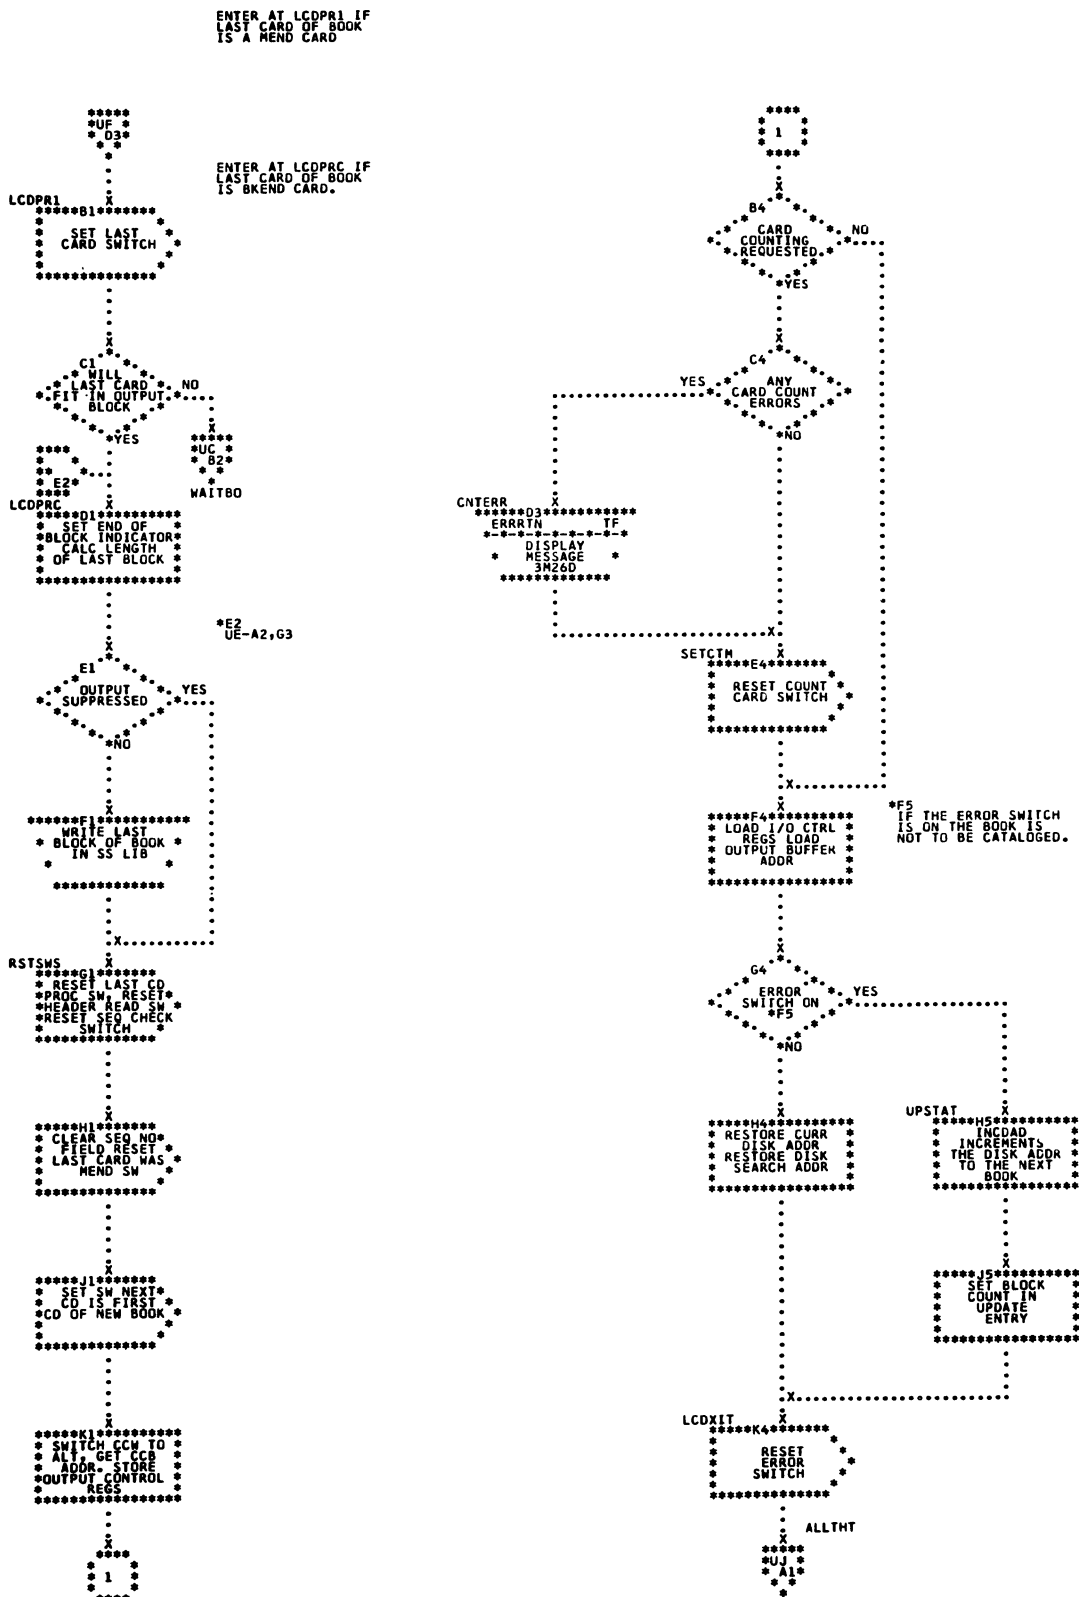 ENTER AT LCDPR1 IF
LAST CARD OF BOOK
IS A MEND CARD
UF
D3
ENTER AT LCDPRC IF
LAST CARD OF BOOK
IS BKEND CARD.
LCDPR1
B1
SET LAST
CARD SWITCH
C1
WILL
LAST CARD
FIT IN OUTPUT
BLOCK
NO
YES
UC
B2
WAITBO
E2
LCDPRC
D1
SET END OF
BLOCK INDICATOR
CALC LENGTH
OF LAST BLOCK
*E2
UE-A2,G3
E1
OUTPUT
SUPPRESSED
YES
NO
F1
WRITE LAST
BLOCK OF BOOK
IN SS LIB
RSTSWS
G1
RESET LAST CD
PROC SW, RESET
HEADER READ SW
RESET SEQ CHECK
SWITCH
H1
CLEAR SEQ NO
FIELD RESET
LAST CARD WAS
MEND SW
J1
SET SW NEXT
CD IS FIRST
CD OF NEW BOOK
K1
SWITCH CCW TO
ALT, GET CCB
ADDR. STORE
OUTPUT CONTROL
REGS
1
1
B4
CARD
COUNTING
REQUESTED
NO
YES
C4
ANY
CARD COUNT
ERRORS
YES
NO
CNTERR
D3
ERRRTN TF
DISPLAY
MESSAGE
3M26D
SETCTM
E4
RESET COUNT
CARD SWITCH
F4
LOAD I/O CTRL
REGS LOAD
OUTPUT BUFFER
ADDR
*F5
IF THE ERROR SWITCH
IS ON THE BOOK IS
NOT TO BE CATALOGED.
G4
ERROR
SWITCH ON
*F5
YES
NO
H4
RESTORE CURR
DISK ADDR
RESTORE DISK
SEARCH ADDR
UPSTAT
H5
INCDAD
INCREMENTS
THE DISK ADDR
TO THE NEXT
BOOK
J5
SET BLOCK
COUNT IN
UPDATE
ENTRY
LCDXIT
K4
RESET
ERROR
SWITCH
ALLTHT
UJ
A1